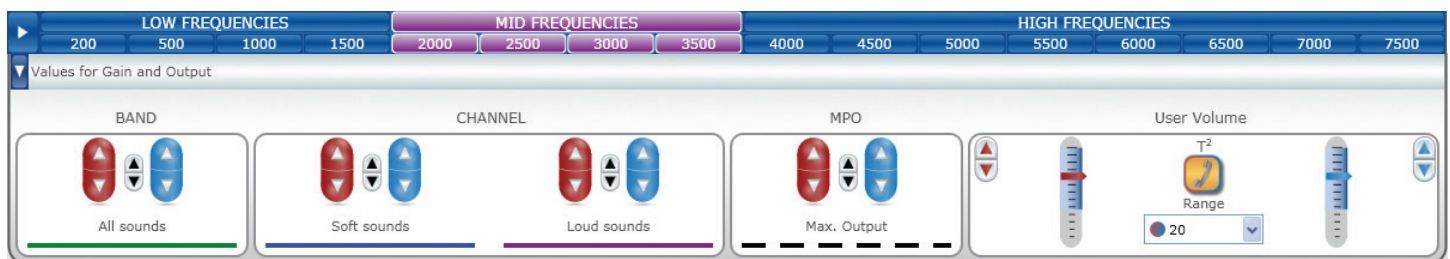 LOW FREQUENCIES MID FREQUENCIES HIGH FREQUENCIES
200 500 1000 1500 2000 2500 3000 3500 4000 4500 5000 5500 6000 6500 7000 7500
Values for Gain and Output
BAND CHANNEL MPO User Volume
T²
Range
All sounds Soft sounds Loud sounds Max. Output 20